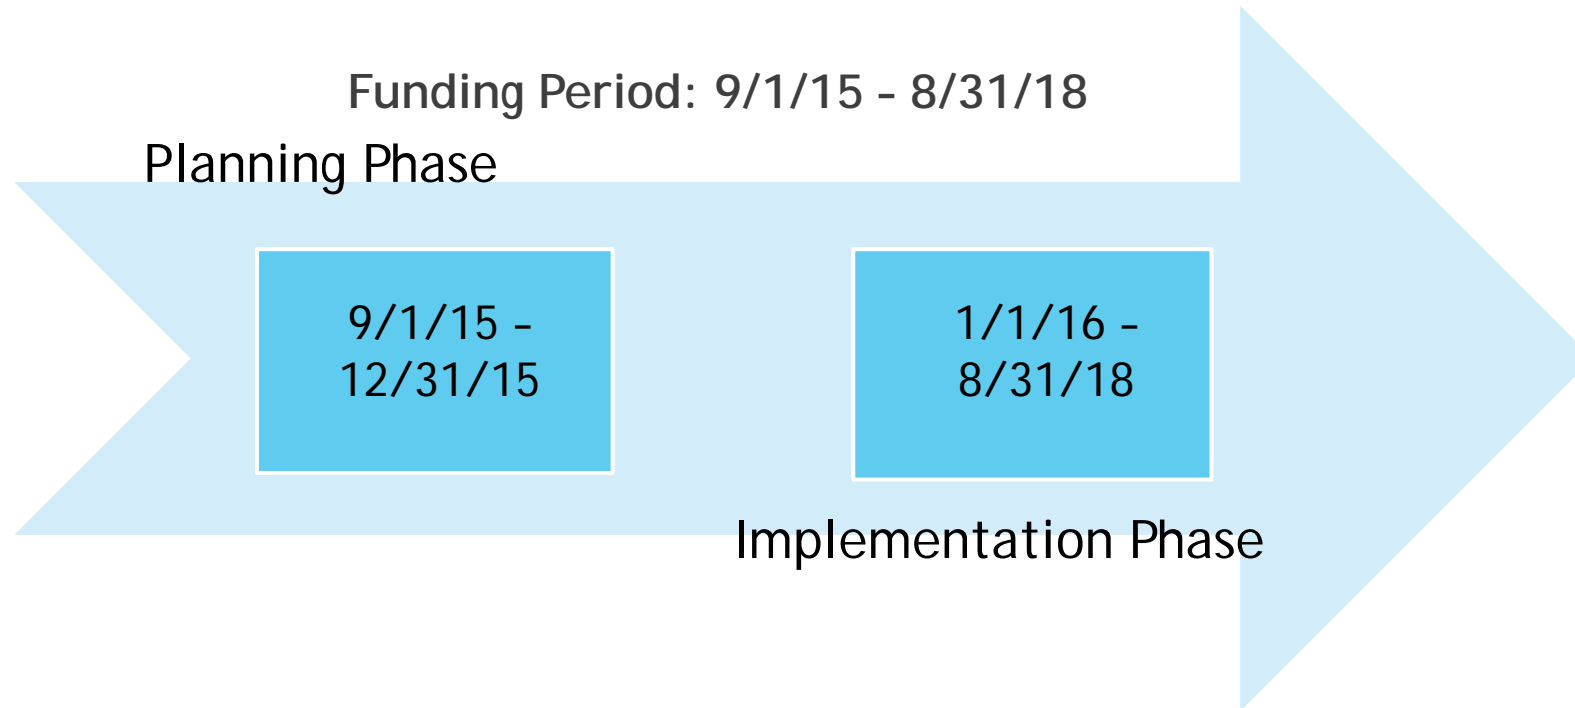 Funding Period: 9/1/15 - 8/31/18
Planning Phase
9/1/15 -
12/31/15
1/1/16 -
8/31/18
Implementation Phase